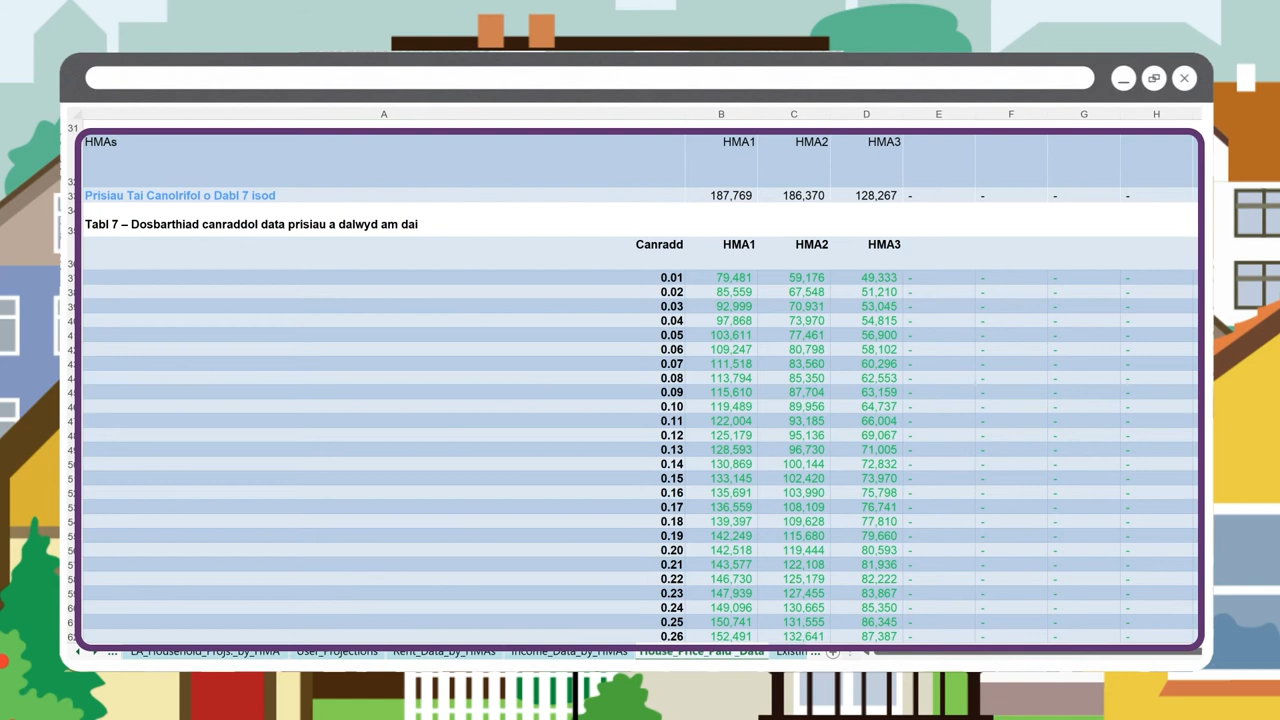 A B C D E F G H
31
HMAs HMA1 HMA2 HMA3
Prisiau Tai Canolrifol o Dabl 7 isod 187,769 186,370 128,267 - - - -
Tabl 7 – Dosbarthiad canraddol data prisiau a dalwyd am dai
Canradd HMA1 HMA2 HMA3
0.01 79,481 59,176 49,333 - - - -
0.02 85,559 67,548 51,210 - - - -
0.03 92,999 70,931 53,045 - - - -
0.04 97,868 73,970 54,815 - - - -
0.05 103,611 77,461 56,900 - - - -
0.06 109,247 80,798 58,102 - - - -
0.07 111,518 83,560 60,296 - - - -
0.08 113,794 85,350 62,553 - - - -
0.09 115,610 87,704 63,159 - - - -
0.10 119,489 89,956 64,737 - - - -
0.11 122,004 93,185 66,004 - - - -
0.12 125,179 95,136 69,067 - - - -
0.13 128,593 96,730 71,005 - - - -
0.14 130,869 100,144 72,832 - - - -
0.15 133,145 102,420 73,970 - - - -
0.16 135,691 103,990 75,798 - - - -
0.17 136,559 108,109 76,741 - - - -
0.18 139,397 109,628 77,810 - - - -
0.19 142,249 115,680 79,660 - - - -
0.20 142,518 119,444 80,593 - - - -
0.21 143,577 122,108 81,936 - - - -
0.22 146,730 125,179 82,222 - - - -
0.23 147,939 127,455 83,867 - - - -
0.24 149,096 130,665 85,350 - - - -
0.25 150,741 131,555 86,345 - - - -
0.26 152,491 132,641 87,387 - - - -
... LA_Household_Projs._by_HMA User_Projections Rent_Data_by_HMAs Income_Data_by_HMAs House_Price_Paid_Data Existin ...